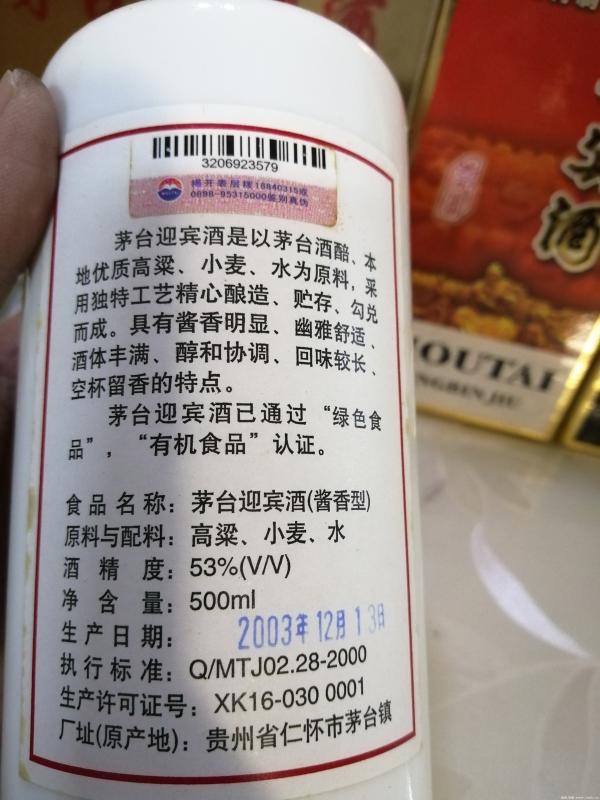 3206923579
揭开表层拨16840315或
0898-95315000鉴别真伪
茅台迎宾酒是以茅台酒醅、本
地优质高粱、小麦、水为原料，采
用独特工艺精心酿造、贮存、勾兑
而成。具有酱香明显、幽雅舒适、
酒体丰满、醇和协调、回味较长、
空杯留香的特点。
茅台迎宾酒已通过“绿色食
品”，“有机食品”认证。
食品名称：茅台迎宾酒(酱香型)
原料与配料：高粱、小麦、水
酒精度：53%(V/V)
净含量：500ml
生产日期：2003年12月13日
执行标准：Q/MTJ02.28-2000
生产许可证号：XK16-030 0001
厂址(原产地)：贵州省仁怀市茅台镇
宾酒
MOUTAI
NGBINJIU